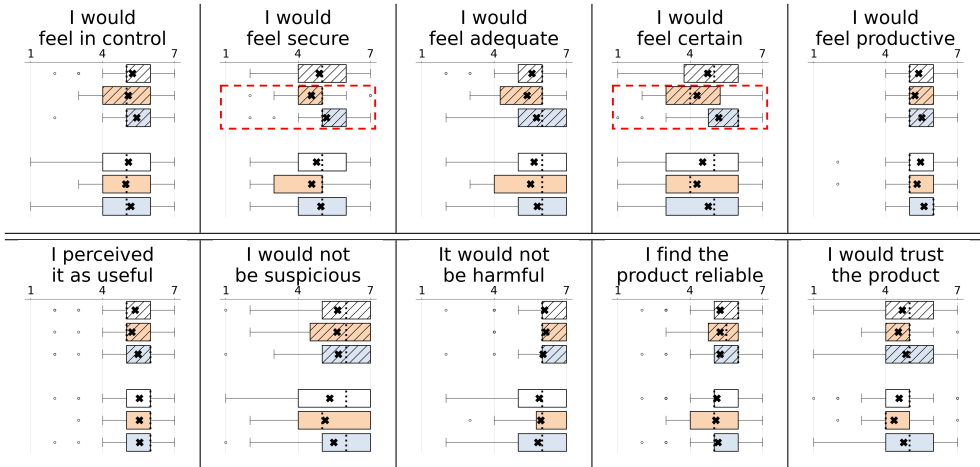 I would
feel in control
1 4 7
I would
feel secure
1 4 7
I would
feel adequate
1 4 7
I would
feel certain
1 4 7
I would
feel productive
1 4 7
I perceived
it as useful
1 4 7
I would not
be suspicious
1 4 7
It would not
be harmful
1 4 7
I find the
product reliable
1 4 7
I would trust
the product
1 4 7